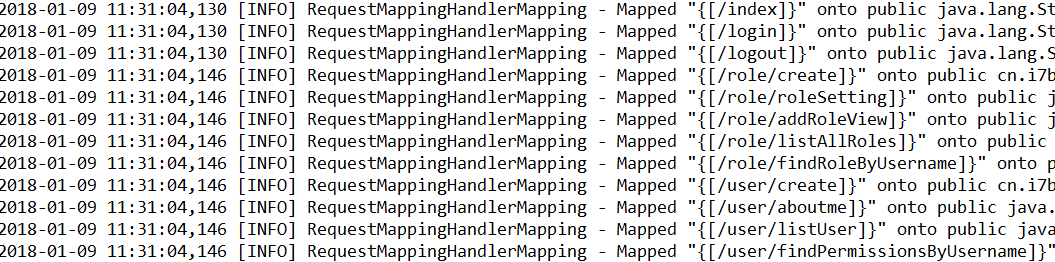 2018-01-09 11:31:04,130 [INFO] RequestMappingHandlerMapping - Mapped "{[/index]}" onto public java.lang.St
2018-01-09 11:31:04,130 [INFO] RequestMappingHandlerMapping - Mapped "{[/login]}" onto public java.lang.St
2018-01-09 11:31:04,130 [INFO] RequestMappingHandlerMapping - Mapped "{[/logout]}" onto public java.lang.S
2018-01-09 11:31:04,146 [INFO] RequestMappingHandlerMapping - Mapped "{[/role/create]}" onto public cn.i7b
2018-01-09 11:31:04,146 [INFO] RequestMappingHandlerMapping - Mapped "{[/role/roleSetting]}" onto public j
2018-01-09 11:31:04,146 [INFO] RequestMappingHandlerMapping - Mapped "{[/role/addRoleView]}" onto public j
2018-01-09 11:31:04,146 [INFO] RequestMappingHandlerMapping - Mapped "{[/role/listAllRoles]}" onto public
2018-01-09 11:31:04,146 [INFO] RequestMappingHandlerMapping - Mapped "{[/role/findRoleByUsername]}" onto p
2018-01-09 11:31:04,146 [INFO] RequestMappingHandlerMapping - Mapped "{[/user/create]}" onto public cn.i7b
2018-01-09 11:31:04,146 [INFO] RequestMappingHandlerMapping - Mapped "{[/user/aboutme]}" onto public java.
2018-01-09 11:31:04,146 [INFO] RequestMappingHandlerMapping - Mapped "{[/user/listUser]}" onto public java
2018-01-09 11:31:04,146 [INFO] RequestMappingHandlerMapping - Mapped "{[/user/findPermissionsByUsername]}"